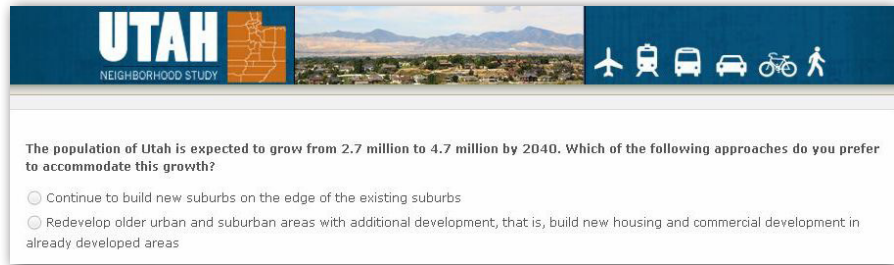 UTAH
NEIGHBORHOOD STUDY
The population of Utah is expected to grow from 2.7 million to 4.7 million by 2040. Which of the following approaches do you prefer
to accommodate this growth?
Continue to build new suburbs on the edge of the existing suburbs
Redevelop older urban and suburban areas with additional development, that is, build new housing and commercial development in
already developed areas